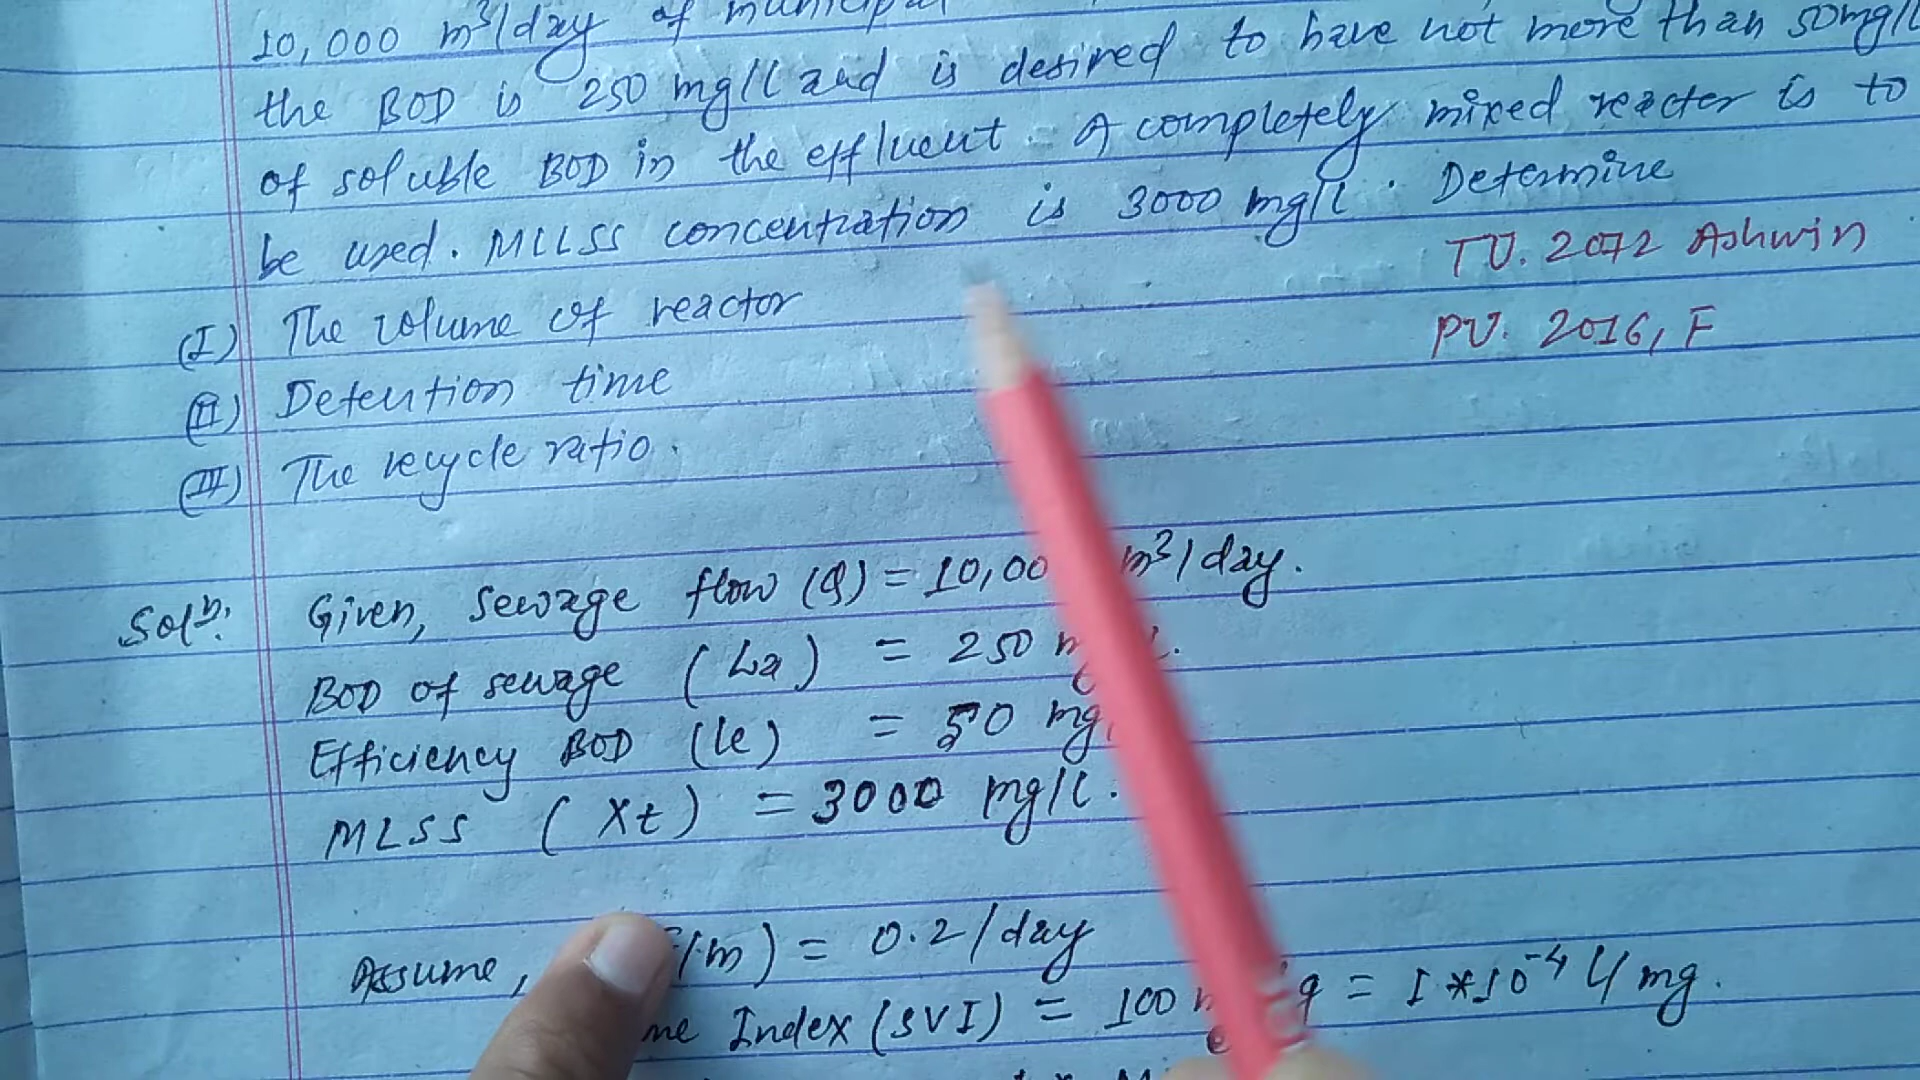 10,000 m³/day of municipal
the BOD is 250 mg/l and is desired to have not more than 50mg/l
of soluble BOD in the effluent. A completely mixed reactor is to
be used. MLLSS concentration is 3000 mg/l. Determine
TU. 2072 Ashwin
(I) The volume of reactor
PU. 2016, F
(II) Detention time
(III) The recycle ratio.
Solⁿ: Given, Sewage flow (Q) = 10,00 m³/day.
BOD of sewage (La) = 250
Efficiency BOD (le) = 50 mg
MLSS (Xt) = 3000 mg/l.
Assume, /m) = 0.2/day
me Index (SVI) = 100 = 1*10⁻⁴ l/mg.